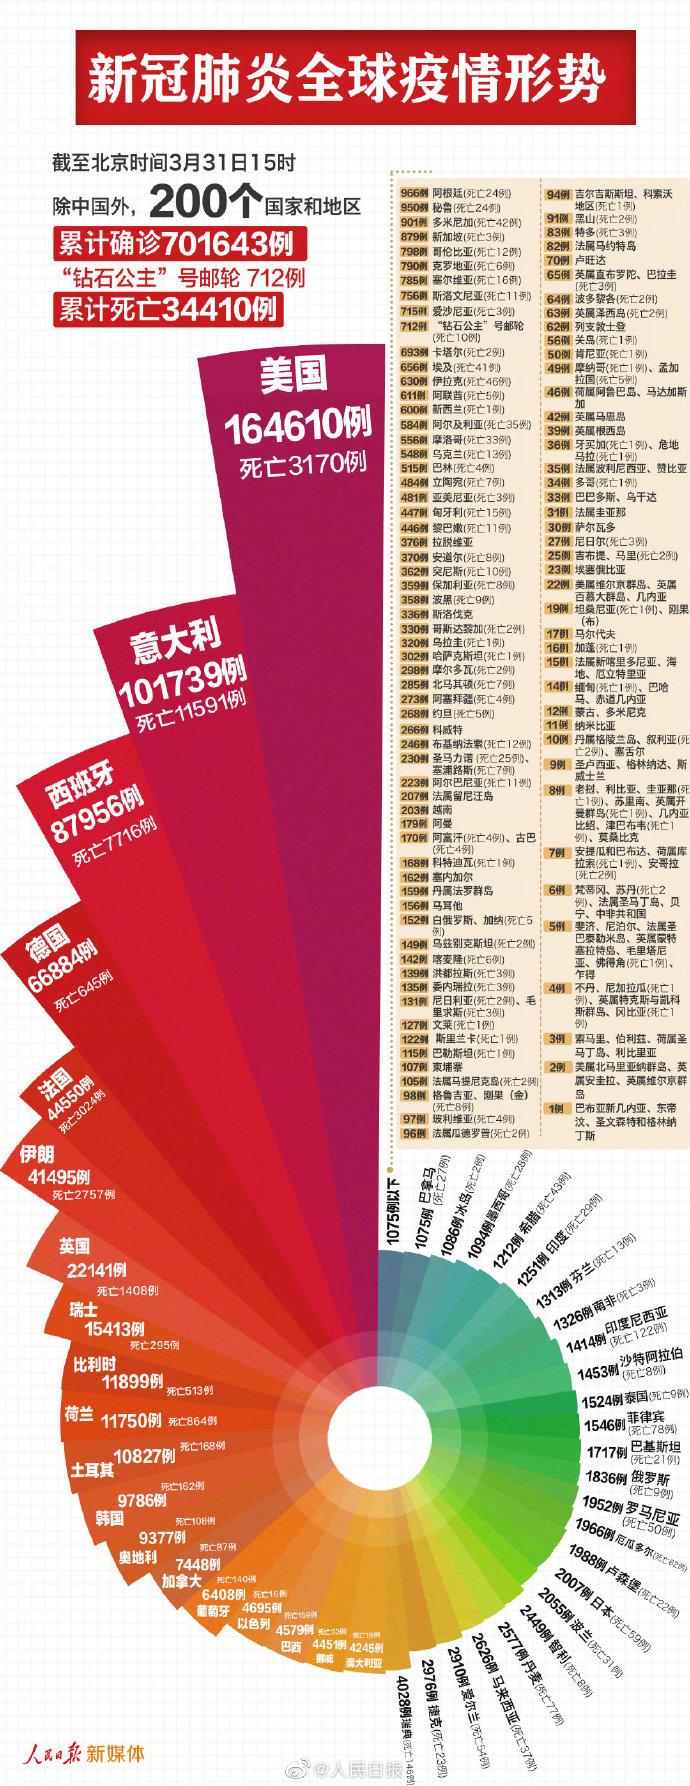 新冠肺炎全球疫情形势
截至北京时间3月31日15时
除中国外，200个国家和地区
累计确诊701643例
“钻石公主”号邮轮 712例
累计死亡34410例
美国
164610例
死亡3170例
意大利
101739例
死亡11591例
西班牙
87956例
死亡7716例
德国
66884例
死亡645例
法国
44550例
死亡3024例
伊朗
41495例
死亡2757例
英国
22141例
死亡1408例
瑞士
15413例
死亡295例
比利时
11899例
死亡513例
荷兰
11750例
死亡864例
土耳其
10827例
死亡168例
韩国
9786例
死亡162例
奥地利
9377例
死亡108例
加拿大
7448例
死亡87例
葡萄牙
6408例
死亡140例
以色列
4695例
死亡16例
巴西
4579例
死亡159例
挪威
4451例
死亡32例
澳大利亚
4245例
死亡18例
4028例 瑞典(死亡146例)
2976例 捷克(死亡23例)
2910例 爱尔兰(死亡54例)
2626例 马来西亚(死亡37例)
2577例 丹麦(死亡77例)
2449例 智利(死亡8例)
2055例 波兰(死亡31例)
2007例 日本(死亡59例)
1988例 卢森堡(死亡22例)
1966例 厄瓜多尔(死亡62例)
1952例 罗马尼亚
(死亡50例)
1836例 俄罗斯
(死亡9例)
1717例 巴基斯坦
(死亡21例)
1546例 菲律宾
(死亡78例)
1524例 泰国(死亡9例)
1453例 沙特阿拉伯
(死亡8例)
1414例 印度尼西亚
(死亡122例)
1326例 南非(死亡3例)
1313例 芬兰(死亡13例)
1251例 印度(死亡29例)
1212例 希腊(死亡43例)
1094例 墨西哥(死亡28例)
1086例 冰岛(死亡2例)
1075例 巴拿马
(死亡27例)
1075例以下
966例 阿根廷(死亡24例)
950例 秘鲁(死亡24例)
901例 多米尼加(死亡42例)
879例 新加坡(死亡3例)
798例 哥伦比亚(死亡12例)
790例 克罗地亚(死亡6例)
785例 塞尔维亚(死亡16例)
756例 斯洛文尼亚(死亡11例)
715例 爱沙尼亚(死亡3例)
712例 “钻石公主”号邮轮
(死亡10例)
693例 卡塔尔(死亡2例)
656例 埃及(死亡41例)
630例 伊拉克(死亡46例)
611例 阿联酋(死亡5例)
600例 新西兰(死亡1例)
584例 阿尔及利亚(死亡35例)
556例 摩洛哥(死亡33例)
548例 乌克兰(死亡13例)
515例 巴林(死亡4例)
484例 立陶宛(死亡7例)
481例 亚美尼亚(死亡3例)
447例 匈牙利(死亡15例)
446例 黎巴嫩(死亡11例)
376例 拉脱维亚
370例 安道尔(死亡8例)
362例 突尼斯(死亡10例)
359例 保加利亚(死亡8例)
358例 波黑(死亡9例)
336例 斯洛伐克
330例 哥斯达黎加(死亡2例)
320例 乌拉圭(死亡1例)
302例 哈萨克斯坦(死亡1例)
298例 摩尔多瓦(死亡2例)
285例 北马其顿(死亡7例)
273例 阿塞拜疆(死亡4例)
268例 约旦(死亡5例)
266例 科威特
246例 布基纳法索(死亡12例)
230例 圣马力诺 (死亡25例)、
塞浦路斯(死亡7例)
223例 阿尔巴尼亚(死亡11例)
207例 法属留尼汪岛
203例 越南
179例 阿曼
170例 阿富汗(死亡4例)、古巴
(死亡4例)
168例 科特迪瓦(死亡1例)
162例 塞内加尔
159例 丹属法罗群岛
156例 马耳他
152例 白俄罗斯、加纳(死亡5
例)
149例 乌兹别克斯坦(死亡2例)
142例 喀麦隆(死亡6例)
139例 洪都拉斯(死亡3例)
135例 委内瑞拉(死亡3例)
131例 尼日利亚(死亡2例)、毛
里求斯(死亡3例)
127例 文莱(死亡1例)
122例 斯里兰卡(死亡1例)
115例 巴勒斯坦(死亡1例)
107例 柬埔寨
105例 法属马提尼克岛(死亡2例)
98例 格鲁吉亚、刚果（金）
(死亡8例)
97例 玻利维亚(死亡4例)
96例 法属瓜德罗普(死亡2例)
94例 吉尔吉斯斯坦、科索沃
地区(死亡1例)
91例 黑山(死亡2例)
83例 特多(死亡3例)
82例 法属马约特岛
70例 卢旺达
65例 英属直布罗陀、巴拉圭
(死亡3例)
64例 波多黎各(死亡2例)
63例 英属泽西岛(死亡2例)
62例 列支敦士登
56例 关岛(死亡1例)
50例 肯尼亚(死亡1例)
49例 摩纳哥(死亡1例)、孟加
拉国(死亡5例)
46例 荷属阿鲁巴岛、马达加斯
加
42例 英属马恩岛
39例 英属根西岛
36例 牙买加(死亡1例)、危地
马拉(死亡1例)
35例 法属波利尼西亚、赞比亚
34例 多哥(死亡1例)
33例 巴巴多斯、乌干达
31例 法属圭亚那
30例 萨尔瓦多
27例 尼日尔(死亡3例)
25例 吉布提、马里(死亡2例)
23例 埃塞俄比亚
22例 美属维尔京群岛、英属
百慕大群岛、几内亚
19例 坦桑尼亚(死亡1例)、刚果
（布）
17例 马尔代夫
16例 加蓬(死亡1例)
15例 法属新喀里多尼亚、海
地、厄立特里亚
14例 缅甸(死亡1例)、巴哈
马、赤道几内亚
12例 蒙古、多米尼克
11例 纳米比亚
10例 丹属格陵兰岛、叙利亚(死
亡2例)、塞舌尔
9例 圣卢西亚、格林纳达、斯
威士兰
8例 老挝、利比亚、圭亚那(死
亡1例)、苏里南、英属开
曼群岛(死亡1例)、几内亚
比绍、津巴布韦(死亡1
例)、莫桑比克
7例 安提瓜和巴布达、荷属库
拉索(死亡1例)、安哥拉
(死亡2例)
6例 梵蒂冈、苏丹(死亡2
例)、法属圣马丁岛、贝
宁、中非共和国
5例 斐济、尼泊尔、法属圣
巴泰勒米岛、英属蒙特
塞拉特岛、毛里塔尼
亚、佛得角(死亡1例)、
乍得
4例 不丹、尼加拉瓜(死亡1
例)、英属特克斯与凯科
斯群岛、冈比亚(死亡1
例)
3例 索马里、伯利兹、荷属圣
马丁岛、利比里亚
2例 美属北马里亚纳群岛、英
属安圭拉、英属维尔京群
岛
1例 巴布亚新几内亚、东帝
汶、圣文森特和格林纳
丁斯
人民日报 新媒体
@人民日报